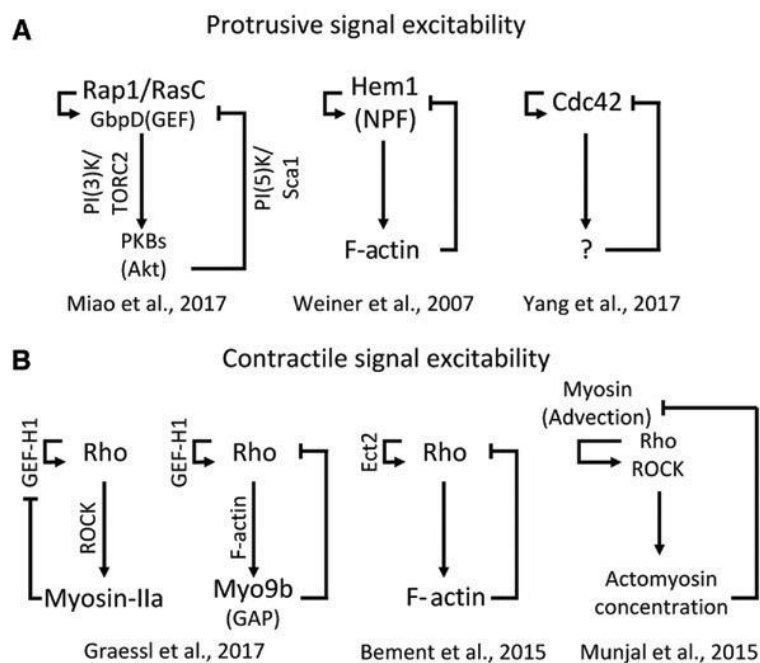 A
Protrusive signal excitability
Rap1/RasC
GbpD(GEF)
PI(3)K/
TORC2
PI(5)K/
Sca1
PKBs
(Akt)
Miao et al., 2017
Hem1
(NPF)
F-actin
Weiner et al., 2007
Cdc42
?
Yang et al., 2017
B
Contractile signal excitability
GEF-H1
Rho
ROCK
Myosin-IIa
GEF-H1
Rho
F-actin
Myo9b
(GAP)
Graessl et al., 2017
Ect2
Rho
F-actin
Bement et al., 2015
Myosin
(Advection)
Rho
ROCK
Actomyosin
concentration
Munjal et al., 2015